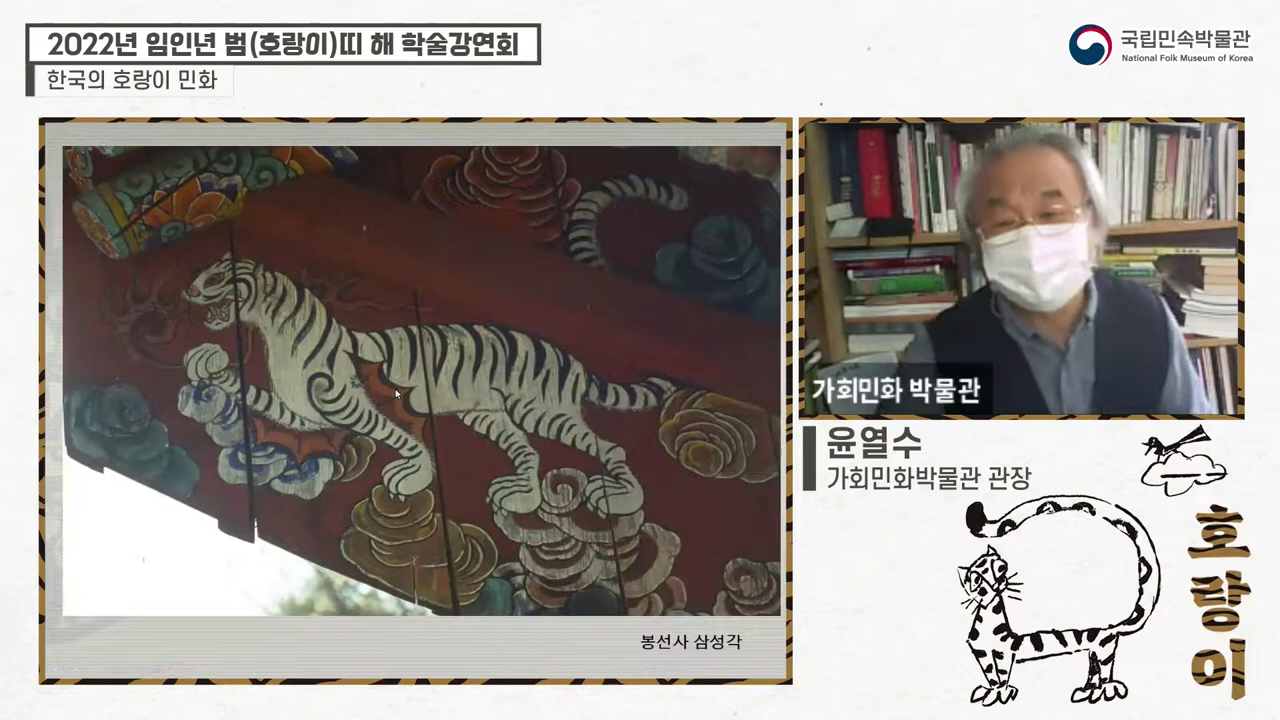 2022년 임인년 범(호랑이)띠 해 학술강연회
한국의 호랑이 민화
국립민속박물관
National Folk Museum of Korea
봉선사 삼성각
가회민화 박물관
윤열수
가회민화박물관 관장
호랑이